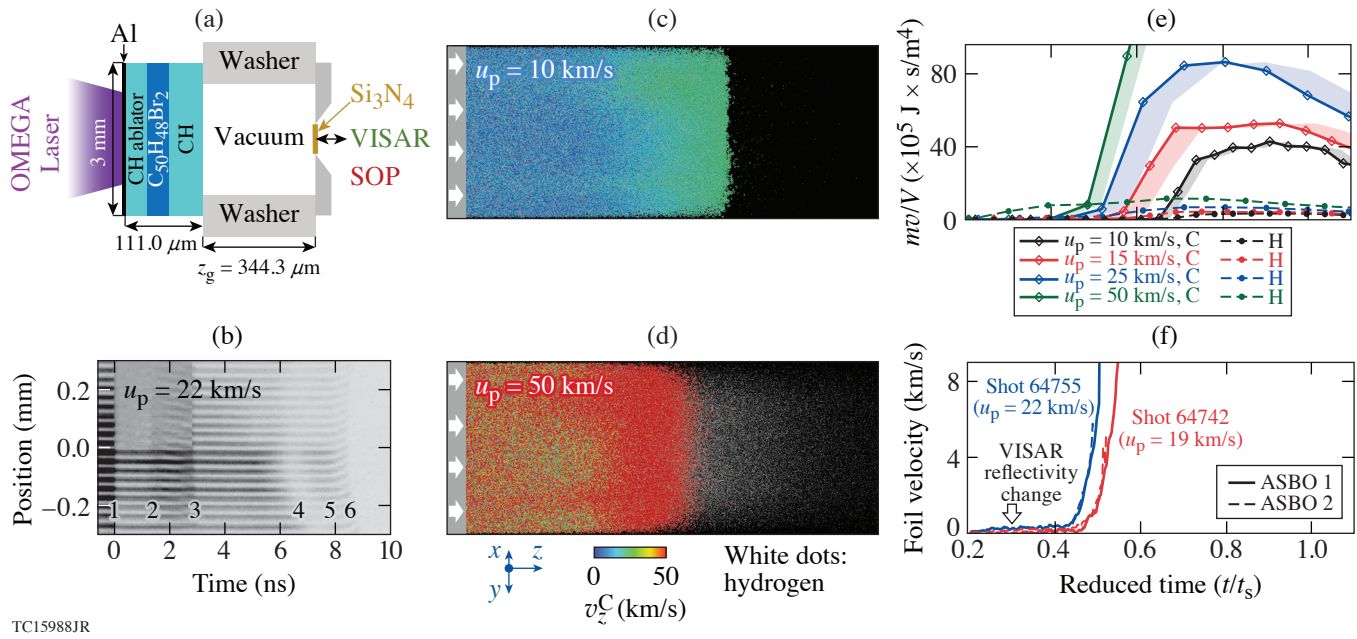 (a)
Al
Washer
OMEGA
Laser
3 mm
CH ablator
C50H48Br2
CH
Vacuum
Si3N4
VISAR
SOP
Washer
111.0 μm
zg = 344.3 μm
(b)
up = 22 km/s
Position (mm)
0.2
0.0
−0.2
1 2 3 4 5 6
0 2 4 6 8 10
Time (ns)
(c)
up = 10 km/s
(d)
up = 50 km/s
x
z
y
0 50
vzC (km/s)
White dots:
hydrogen
(e)
mv/V (×10⁵ J × s/m⁴)
80
40
0
up = 10 km/s, C H
up = 15 km/s, C H
up = 25 km/s, C H
up = 50 km/s, C H
(f)
Foil velocity (km/s)
8
4
0
Shot 64755
(up = 22 km/s)
Shot 64742
(up = 19 km/s)
VISAR
reflectivity
change
ASBO 1
ASBO 2
0.2 0.4 0.6 0.8 1.0
Reduced time (t/ts)
TC15988JR